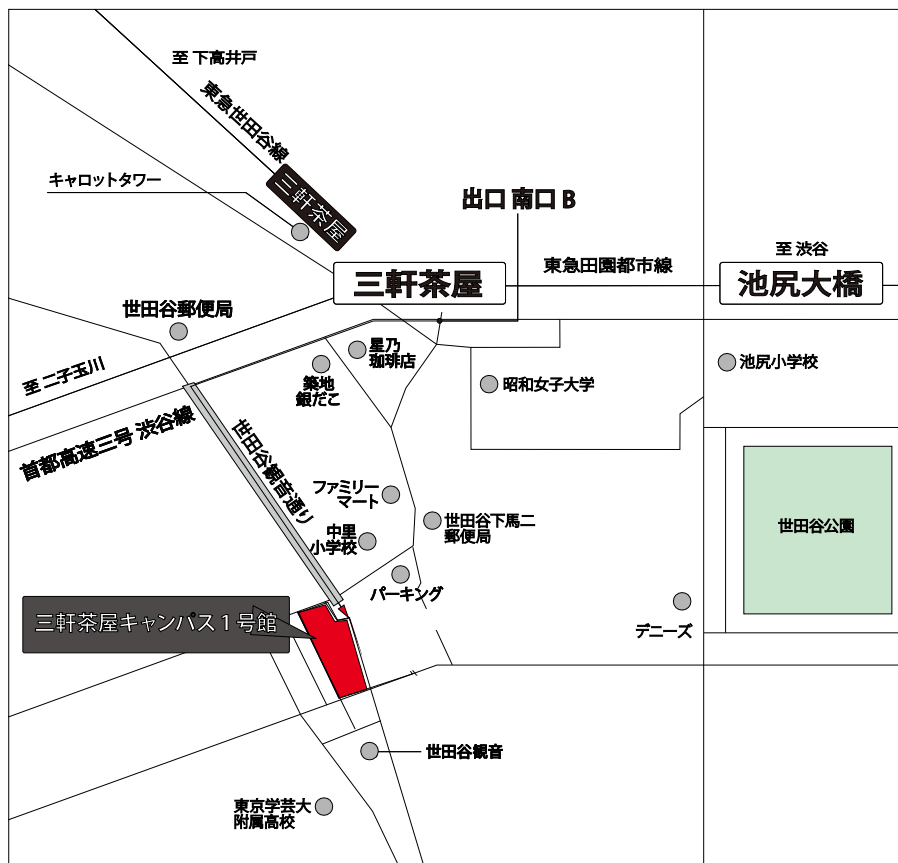 至 下高井戸
東急世田谷線
キャロットタワー
三軒茶屋
出口 南口 B
至 渋谷
東急田園都市線
三軒茶屋
池尻大橋
世田谷郵便局
星乃
珈琲店
池尻小学校
至 二子玉川
築地
銀だこ
昭和女子大学
首都高速三号 渋谷線
世田谷観音通り
ファミリー
マート
世田谷下馬二
郵便局
世田谷公園
中里
小学校
パーキング
三軒茶屋キャンパス1号館
デニーズ
世田谷観音
東京学芸大
附属高校